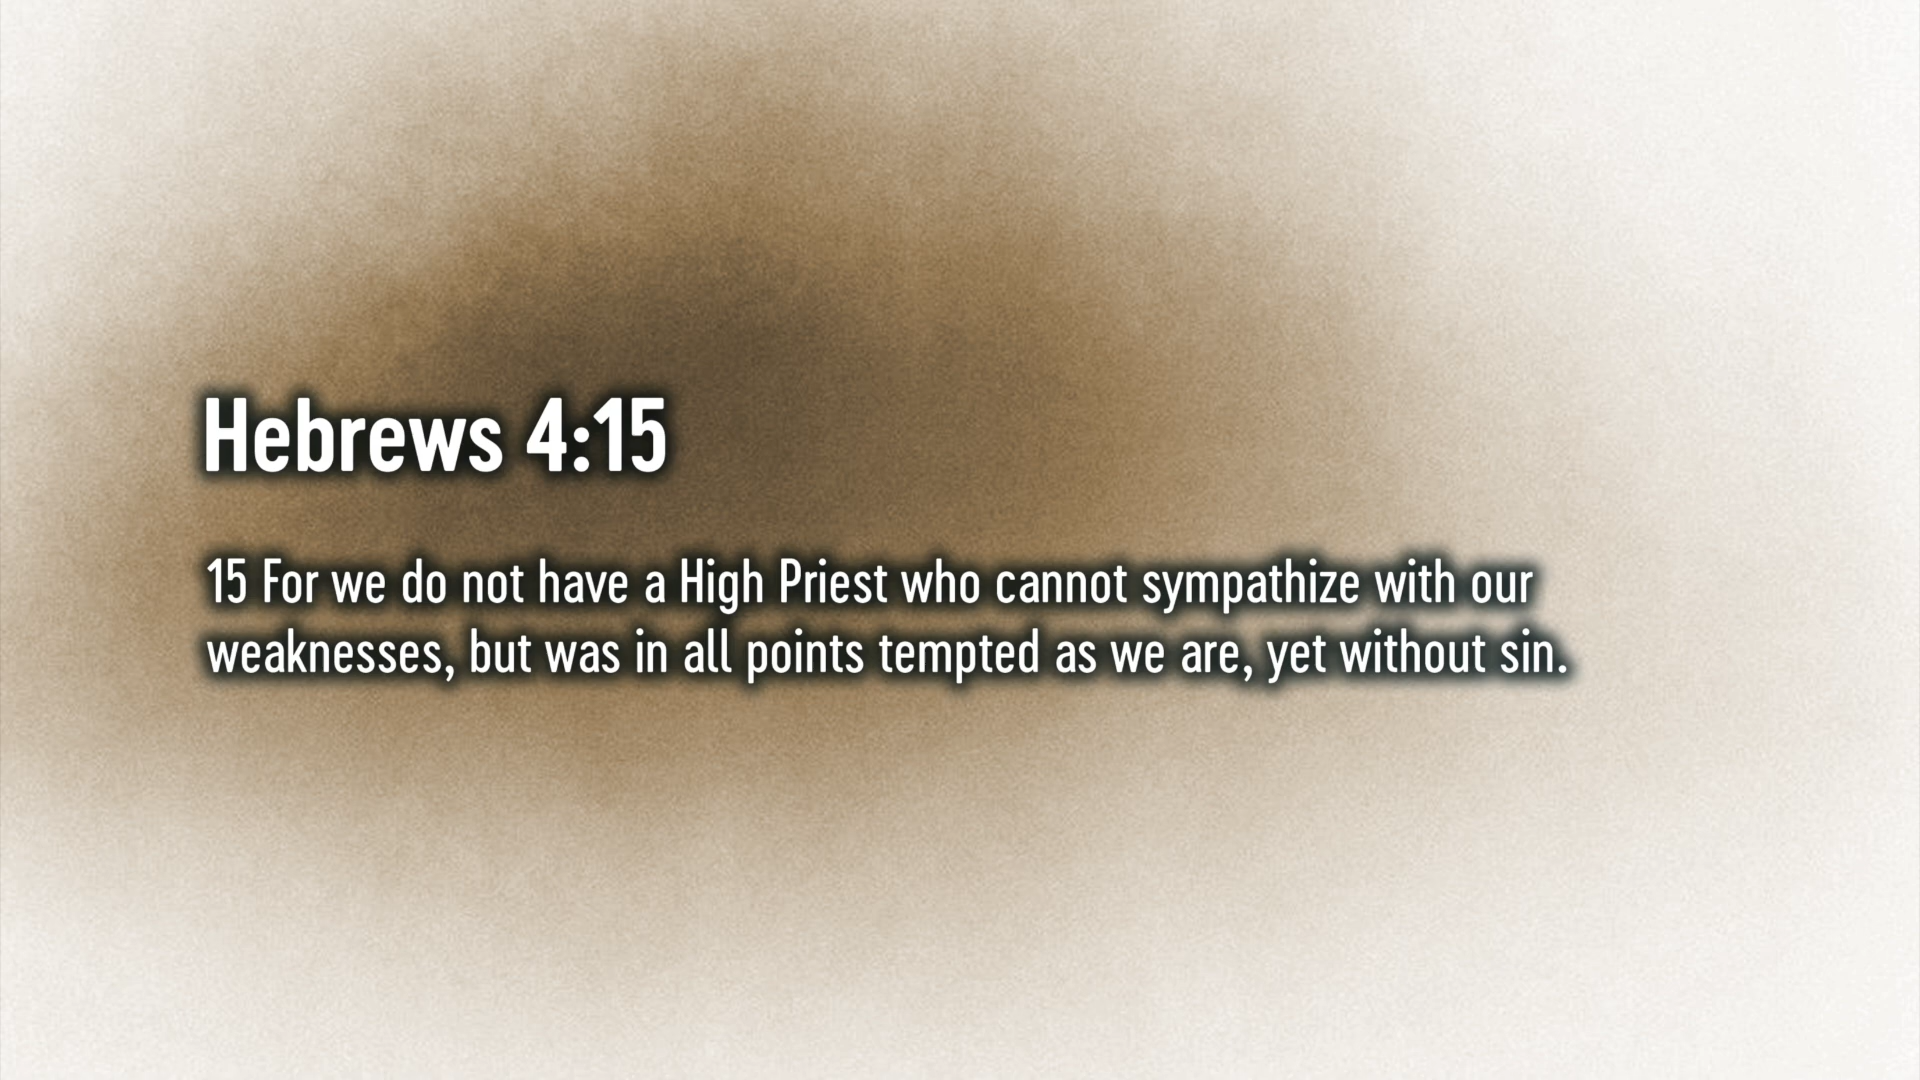 Hebrews 4:15
15 For we do not have a High Priest who cannot sympathize with our
weaknesses, but was in all points tempted as we are, yet without sin.